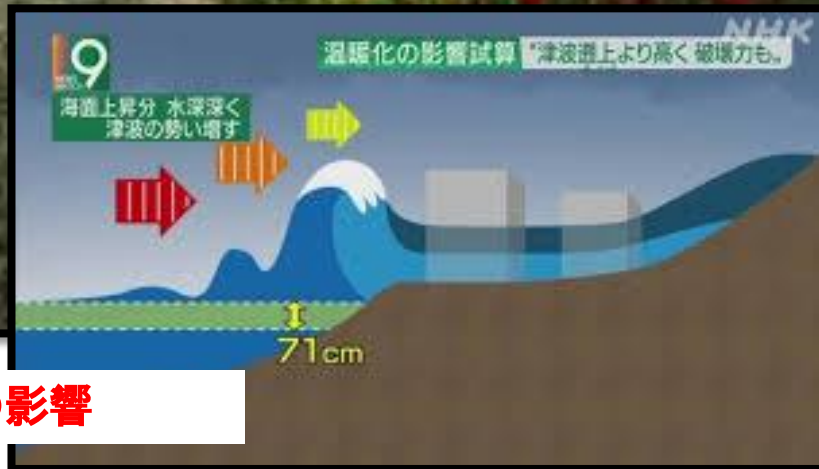 NHK
9
温暖化の影響試算 "津波遡上より高く 破壊力も。
海面上昇分 水深深く
津波の勢い増す
71cm
影響